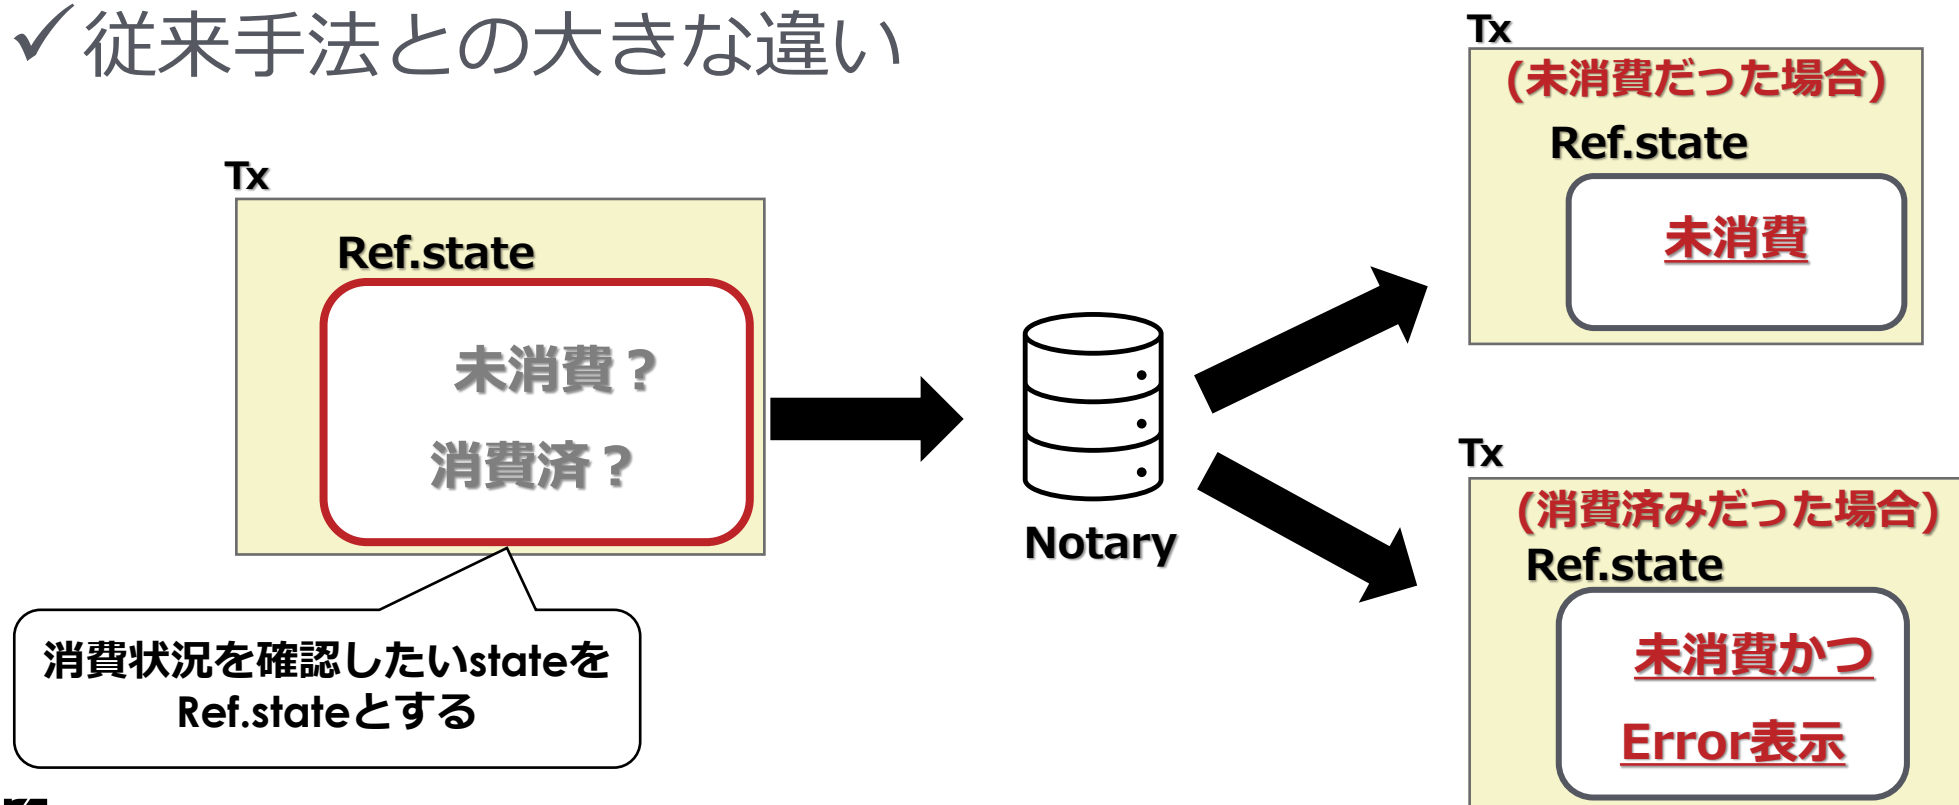 ✓従来手法との大きな違い
Tx
Ref.state
未消費？
消費済？
消費状況を確認したいstateを
Ref.stateとする
Notary
Tx
(未消費だった場合)
Ref.state
未消費
Tx
(消費済みだった場合)
Ref.state
未消費かつ
Error表示